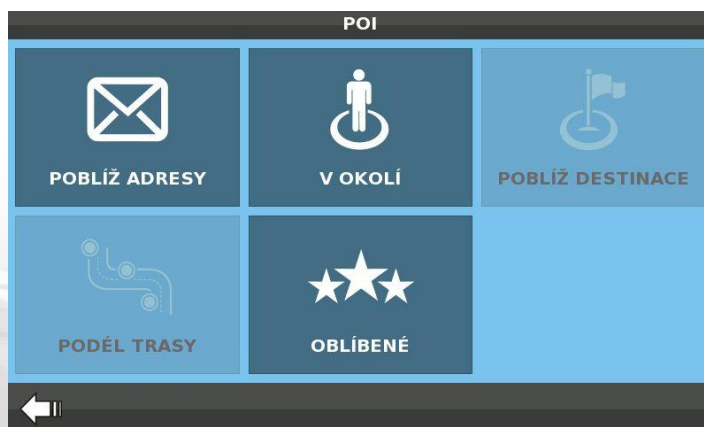 POI
POBLÍŽ ADRESY
V OKOLÍ
POBLÍŽ DESTINACE
PODÉL TRASY
OBLÍBENÉ